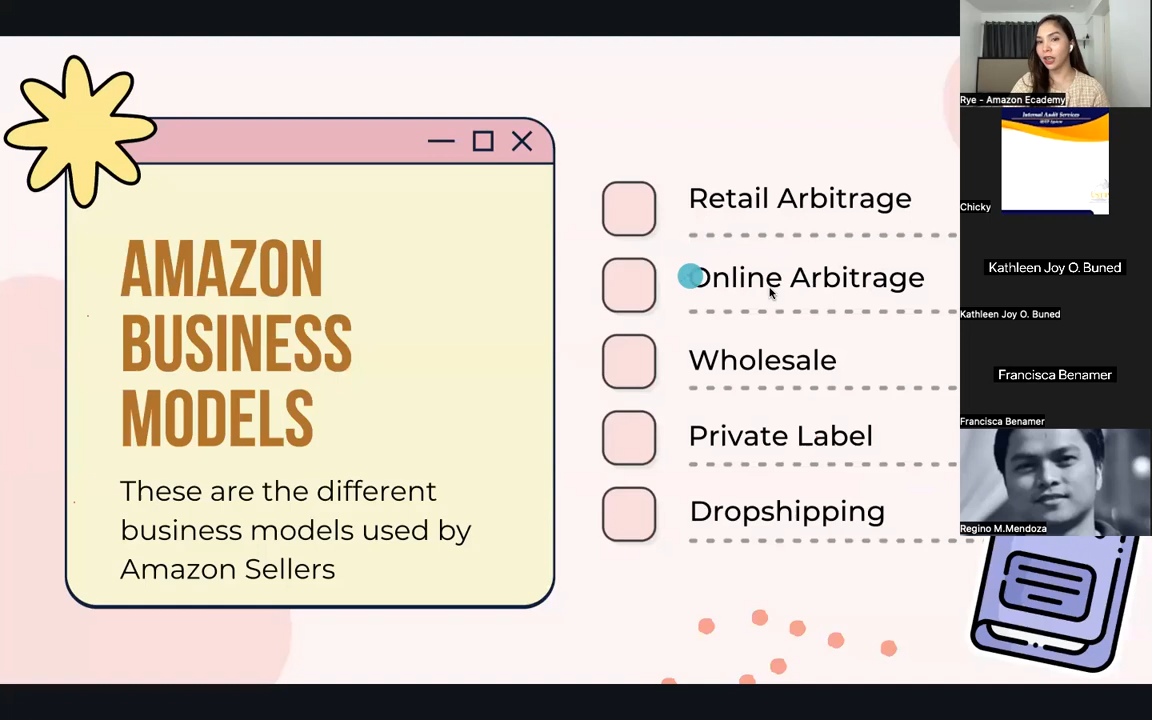 AMAZON
BUSINESS
MODELS
These are the different
business models used by
Amazon Sellers
Retail Arbitrage
Online Arbitrage
Wholesale
Private Label
Dropshipping
Rye - Amazon Ecademy
Internal Audit Services
Chicky
Kathleen Joy O. Buned
Kathleen Joy O. Buned
Francisca Benamer
Francisca Benamer
Regino M.Mendoza